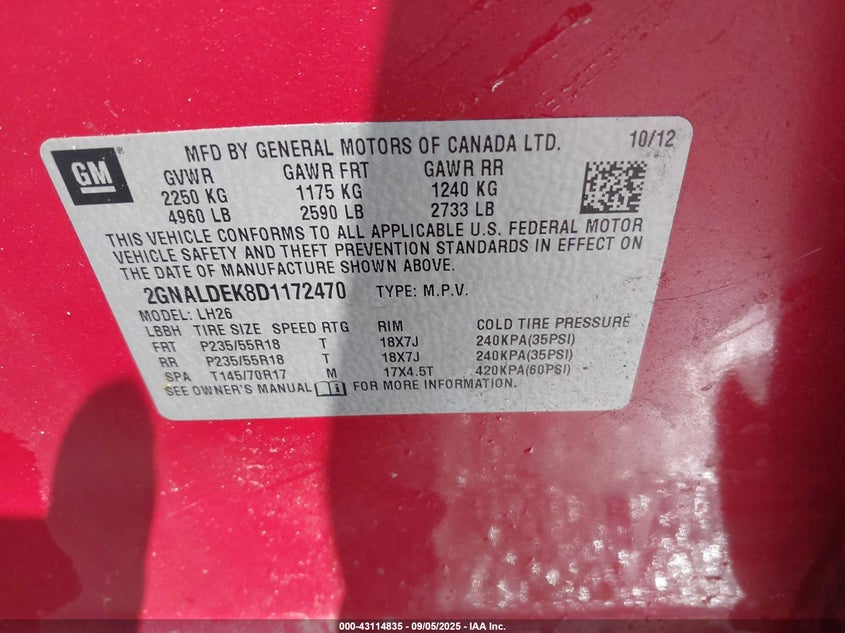 GM
MFD BY GENERAL MOTORS OF CANADA LTD. 10/12
GVWR GAWR FRT GAWR RR
2250 KG 1175 KG 1240 KG
4960 LB 2590 LB 2733 LB
THIS VEHICLE CONFORMS TO ALL APPLICABLE U.S. FEDERAL MOTOR
VEHICLE SAFETY AND THEFT PREVENTION STANDARDS IN EFFECT ON
THE DATE OF MANUFACTURE SHOWN ABOVE.
2GNALDEK8D1172470 TYPE: M.P.V.
MODEL: LH26
LBBH TIRE SIZE SPEED RTG RIM COLD TIRE PRESSURE
FRT P235/55R18 T 18X7J 240KPA(35PSI)
RR P235/55R18 T 18X7J 240KPA(35PSI)
SPA T145/70R17 M 17X4.5T 420KPA(60PSI)
SEE OWNER'S MANUAL FOR MORE INFORMATION.
000-43114835 - 09/05/2025 - IAA Inc.